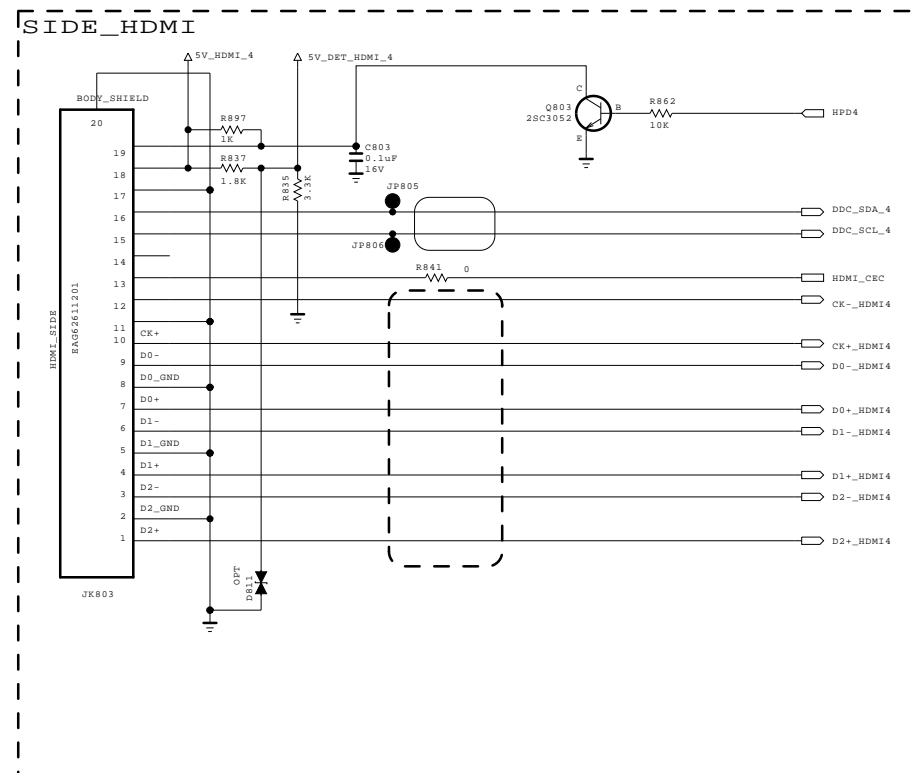 SIDE_HDMI
5V_HDMI_4
5V_DET_HDMI_4
BODY_SHIELD
20
R897
1K
C803
0.1uF
16V
R837
1.8K
R835
3.3K
C
Q803
2SC3052
B
E
R862
10K
HPD4
19
18
17
16
15
14
13
12
11
10
9
8
7
6
5
4
3
2
1
JP805
JP806
DDC_SDA_4
DDC_SCL_4
R841
0
HDMI_CEC
CK-_HDMI4
CK+
CK+_HDMI4
D0-
D0-_HDMI4
D0_GND
D0+
D0+_HDMI4
D1-
D1-_HDMI4
D1_GND
D1+
D1+_HDMI4
D2-
D2-_HDMI4
D2_GND
D2+
D2+_HDMI4
HDMI_SIDE
EAG62611201
JK803
OPT
D811